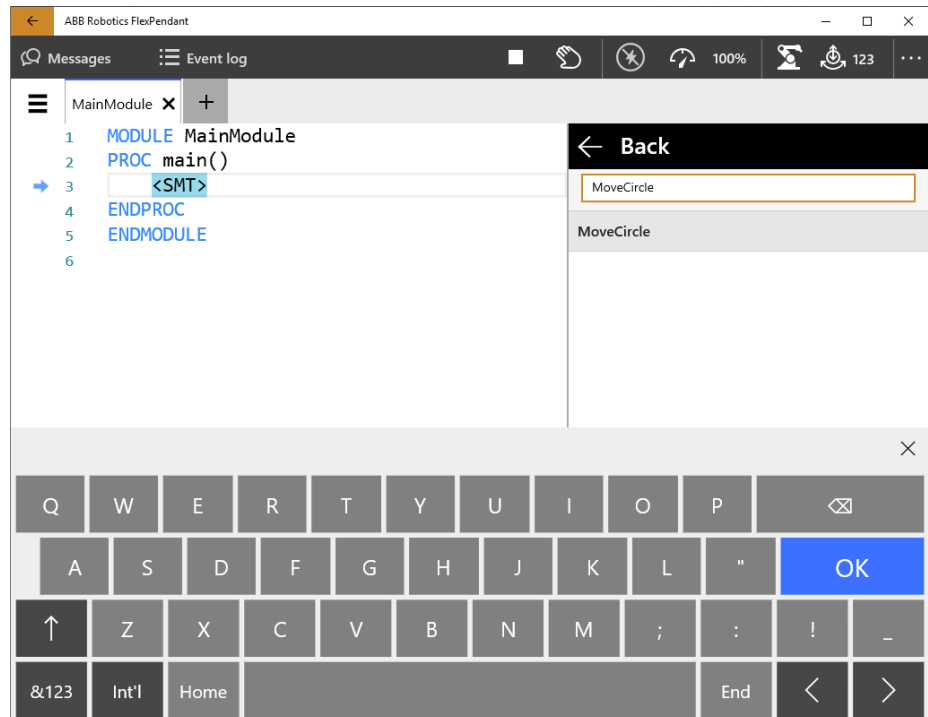 ABB Robotics FlexPendant
Messages Event log 100% 123 ...
MainModule
1 MODULE MainModule
2 PROC main()
3 <SMT>
4 ENDPROC
5 ENDMODULE
6
Back
MoveCircle
MoveCircle
Q W E R T Y U I O P
A S D F G H J K L " OK
Z X C V B N M ; : ! _
&123 Int'l Home End